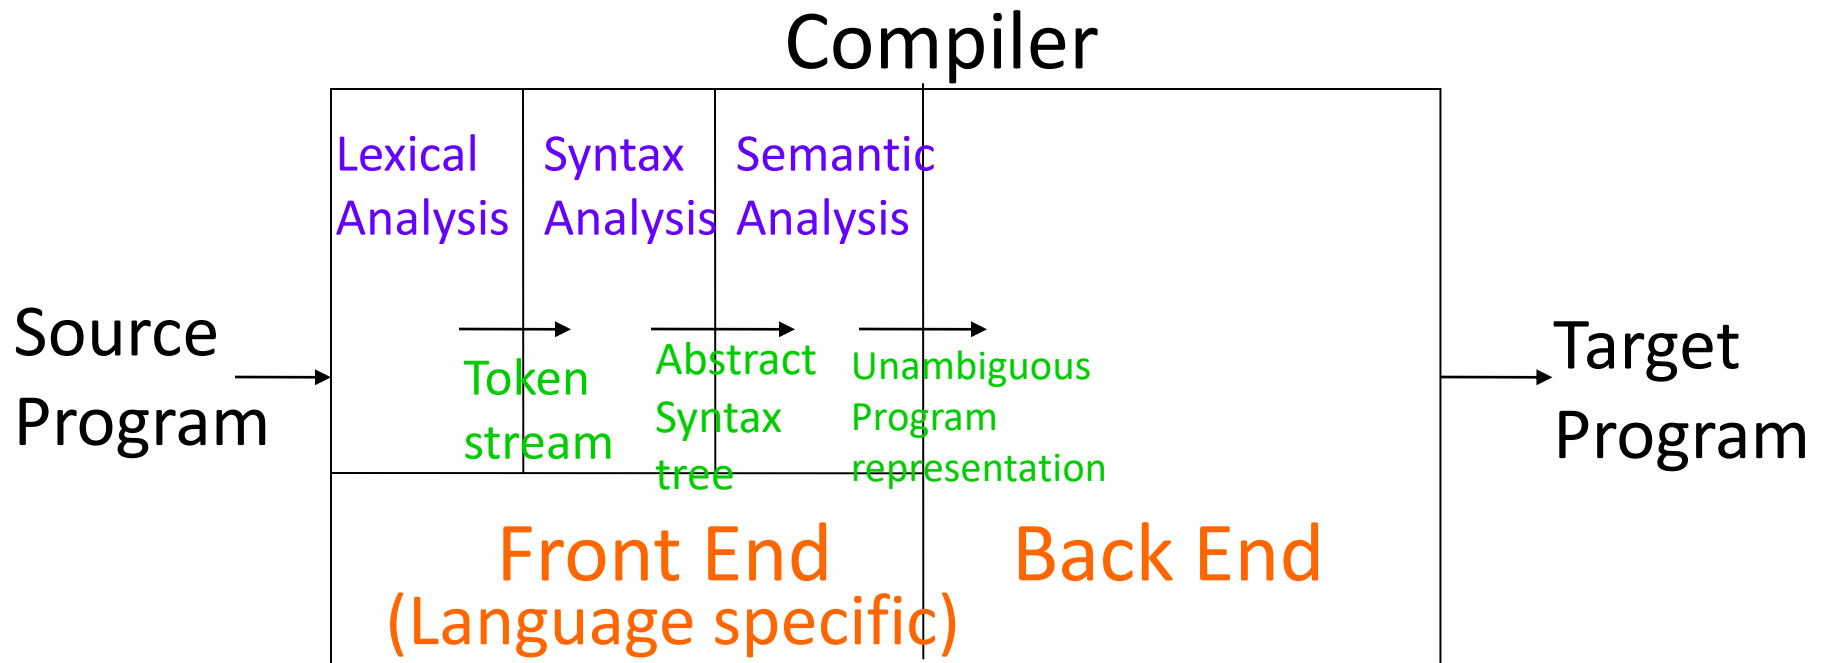 Compiler
Lexical
Analysis
Syntax
Analysis
Semantic
Analysis
Source
Program
Token
stream
Abstract
Syntax
tree
Unambiguous
Program
representation
Target
Program
Front End
(Language specific)
Back End